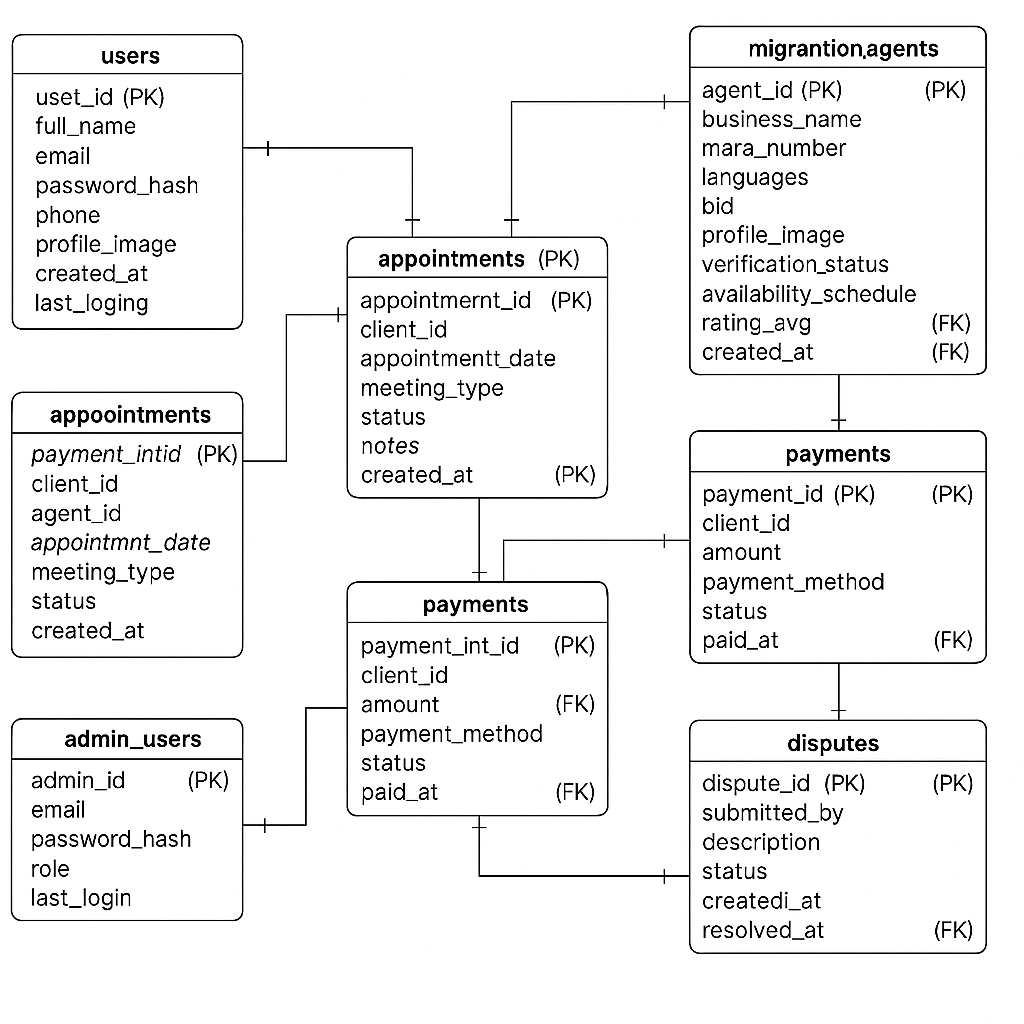 users
uset_id (PK)
full_name
email
password_hash
phone
profile_image
created_at
last_loging
migrantion,agents
agent_id (PK) (PK)
business_name
mara_number
languages
bid
profile_image
verification_status
availability_schedule
rating_avg (FK)
created_at (FK)
appointments (PK)
appointmernt_id (PK)
client_id
appointmentt_date
meeting_type
status
notes
created_at (PK)
appoointments
payment_intid (PK)
client_id
agent_id
appointmnt_date
meeting_type
status
created_at
payments
payment_id (PK) (PK)
client_id
amount
payment_method
status
paid_at (FK)
payments
payment_int_id (PK)
client_id
amount (FK)
payment_method
status
paid_at (FK)
admin_users
admin_id (PK)
email
password_hash
role
last_login
disputes
dispute_id (PK) (PK)
submitted_by
description
status
createdi_at
resolved_at (FK)